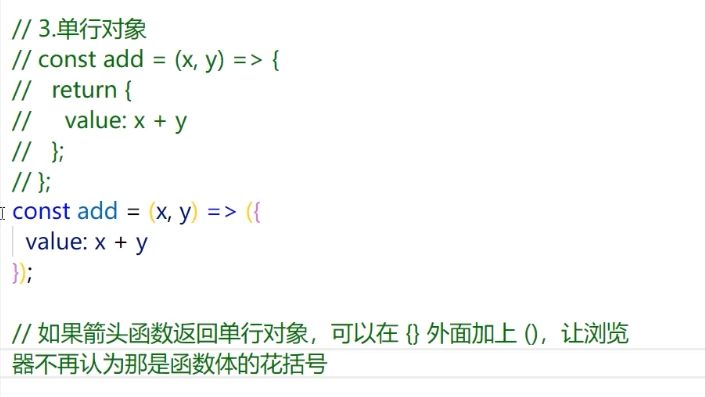 // 3.单行对象
// const add = (x, y) => {
//   return {
//     value: x + y
//   };
// };
const add = (x, y) => ({
  value: x + y
});
// 如果箭头函数返回单行对象，可以在 {} 外面加上 ()，让浏览
器不再认为那是函数体的花括号